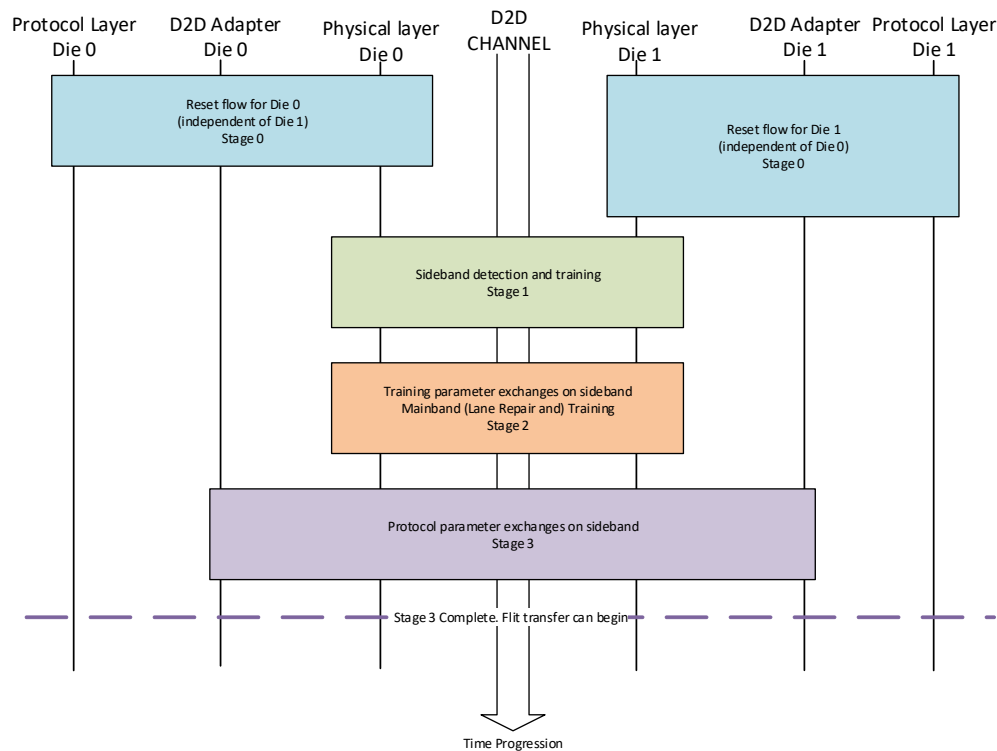 Protocol Layer
Die 0
D2D Adapter
Die 0
Physical layer
Die 0
D2D
CHANNEL
Physical layer
Die 1
D2D Adapter
Die 1
Protocol Layer
Die 1
Reset flow for Die 0
(independent of Die 1)
Stage 0
Reset flow for Die 1
(independent of Die 0)
Stage 0
Sideband detection and training
Stage 1
Training parameter exchanges on sideband
Mainband (Lane Repair and) Training
Stage 2
Protocol parameter exchanges on sideband
Stage 3
Stage 3 Complete. Flit transfer can begin
Time Progression